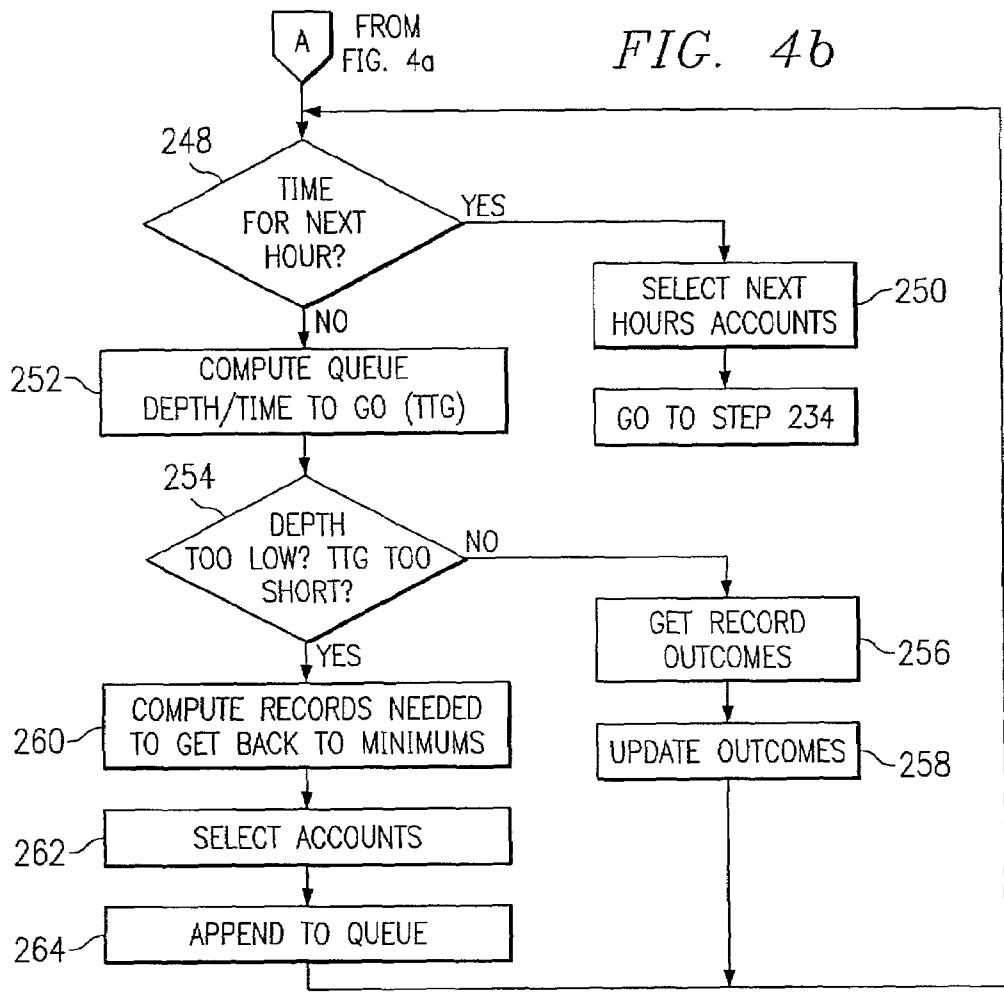 A
FROM
FIG. 4a
FIG. 4b
248
TIME
FOR NEXT
HOUR?
YES
NO
SELECT NEXT
HOURS ACCOUNTS
250
GO TO STEP 234
252
COMPUTE QUEUE
DEPTH/TIME TO GO (TTG)
254
DEPTH
TOO LOW? TTG TOO
SHORT?
NO
YES
GET RECORD
OUTCOMES
256
UPDATE OUTCOMES
258
260
COMPUTE RECORDS NEEDED
TO GET BACK TO MINIMUMS
262
SELECT ACCOUNTS
264
APPEND TO QUEUE